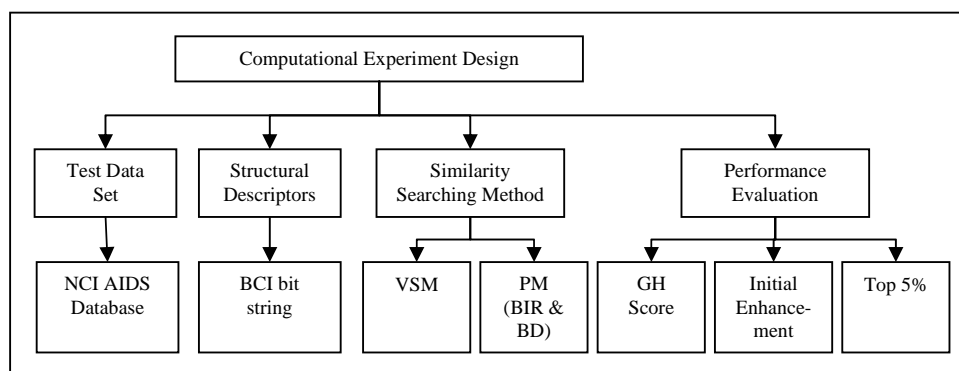 Computational Experiment Design
Test Data
Set
Structural
Descriptors
Similarity
Searching Method
Performance
Evaluation
NCI AIDS
Database
BCI bit
string
VSM
PM
(BIR &
BD)
GH
Score
Initial
Enhance-
ment
Top 5%